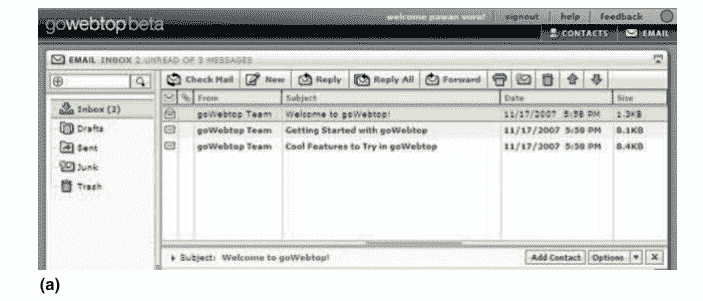 gowebtop beta
welcome pawan vora! signout help feedback
CONTACTS EMAIL
EMAIL INBOX 2 UNREAD OF 3 MESSAGES
Check Mail New Reply Reply All Forward
From Subject Date Size
Inbox (2)
goWebtop Team Welcome to goWebtop! 11/17/2007 5:58 PM 1.3KB
Drafts
goWebtop Team Getting Started with goWebtop 11/17/2007 5:58 PM 8.1KB
Sent
goWebtop Team Cool Features to Try in goWebtop 11/17/2007 5:58 PM 8.4KB
Junk
Trash
Subject: Welcome to goWebtop! Add Contact Options
(a)